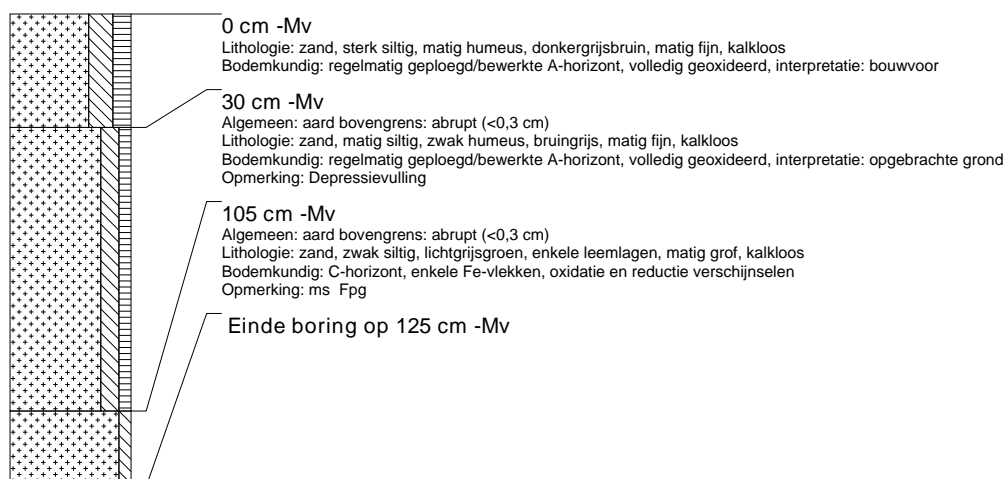 0 cm -Mv
Lithologie: zand, sterk siltig, matig humeus, donkergrijsbruin, matig fijn, kalkloos
Bodemkundig: regelmatig geploegd/bewerkte A-horizont, volledig geoxideerd, interpretatie: bouwvoor
30 cm -Mv
Algemeen: aard bovengrens: abrupt (<0,3 cm)
Lithologie: zand, matig siltig, zwak humeus, bruingrijs, matig fijn, kalkloos
Bodemkundig: regelmatig geploegd/bewerkte A-horizont, volledig geoxideerd, interpretatie: opgebrachte grond
Opmerking: Depressievulling
105 cm -Mv
Algemeen: aard bovengrens: abrupt (<0,3 cm)
Lithologie: zand, zwak siltig, lichtgrijsgroen, enkele leemlagen, matig grof, kalkloos
Bodemkundig: C-horizont, enkele Fe-vlekken, oxidatie en reductie verschijnselen
Opmerking: ms Fpg
Einde boring op 125 cm -Mv